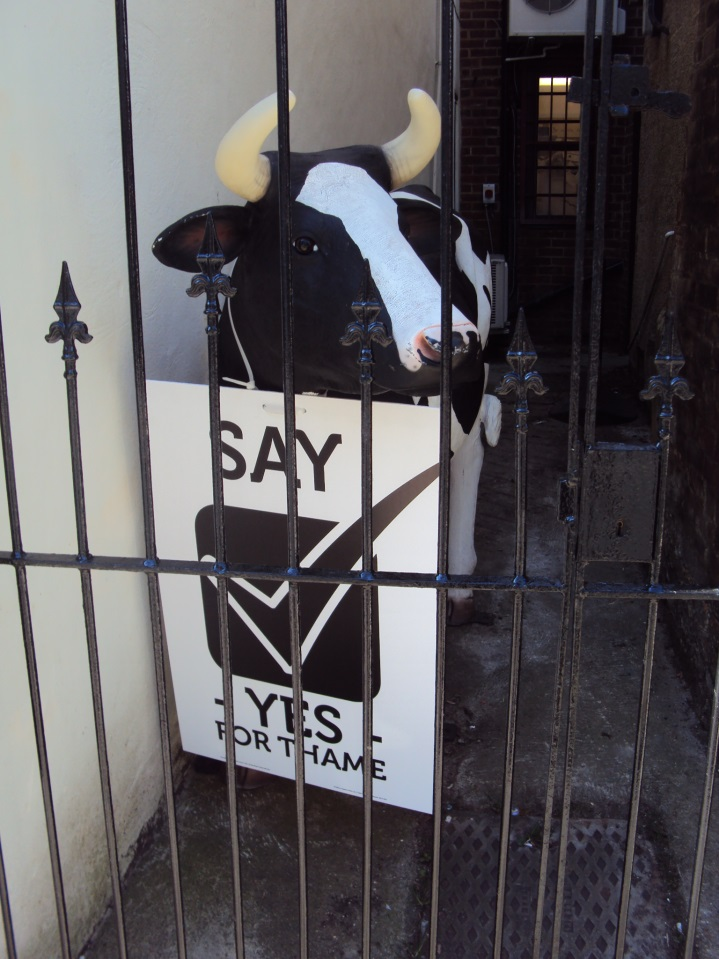 SAY
- YES -
FOR THAME